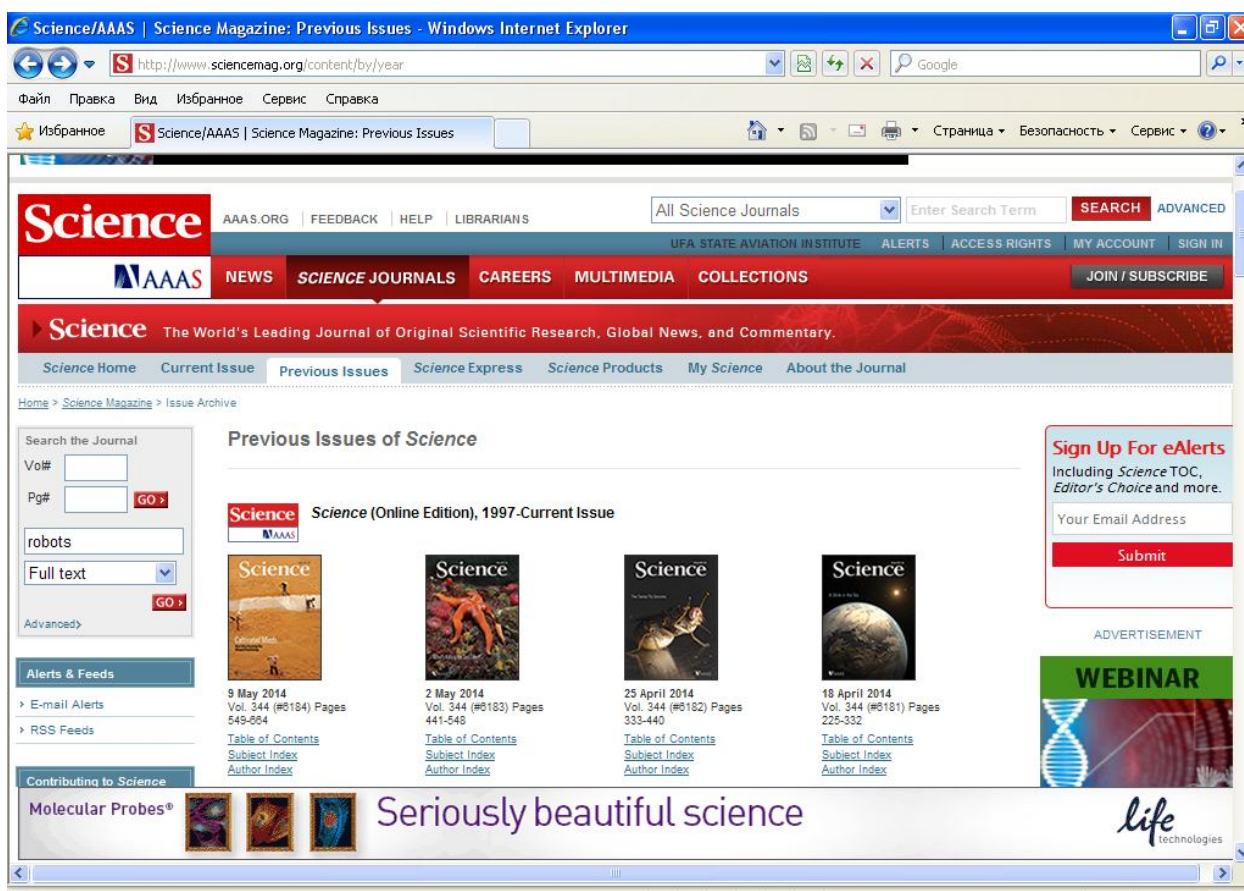 Science/AAAS | Science Magazine: Previous Issues - Windows Internet Explorer
http://www.sciencemag.org/content/by/year
Google
Файл Правка Вид Избранное Сервис Справка
Избранное
Science/AAAS | Science Magazine: Previous Issues
Страница Безопасность Сервис
Science
AAAS
AAAS.ORG | FEEDBACK | HELP | LIBRARIANS
All Science Journals
Enter Search Term
SEARCH
ADVANCED
UFA STATE AVIATION INSTITUTE ALERTS | ACCESS RIGHTS | MY ACCOUNT | SIGN IN
NEWS SCIENCE JOURNALS CAREERS MULTIMEDIA COLLECTIONS
JOIN / SUBSCRIBE
Science The World's Leading Journal of Original Scientific Research, Global News, and Commentary.
Science Home Current Issue Previous Issues Science Express Science Products My Science About the Journal
Home > Science Magazine > Issue Archive
Search the Journal
Vol#
Pg#
GO ›
robots
Full text
GO ›
Advanced›
Alerts & Feeds
› E-mail Alerts
› RSS Feeds
Contributing to Science
Previous Issues of Science
Science
AAAS
Science (Online Edition), 1997-Current Issue
Science
Cultivated Minds
9 May 2014
Vol. 344 (#6184) Pages
549-664
Table of Contents
Subject Index
Author Index
Science
2 May 2014
Vol. 344 (#6183) Pages
441-548
Table of Contents
Subject Index
Author Index
Science
25 April 2014
Vol. 344 (#6182) Pages
333-440
Table of Contents
Subject Index
Author Index
Science
18 April 2014
Vol. 344 (#6181) Pages
225-332
Table of Contents
Subject Index
Author Index
Sign Up For eAlerts
Including Science TOC,
Editor's Choice and more.
Your Email Address
Submit
ADVERTISEMENT
WEBINAR
Molecular Probes®
Seriously beautiful science
life
technologies